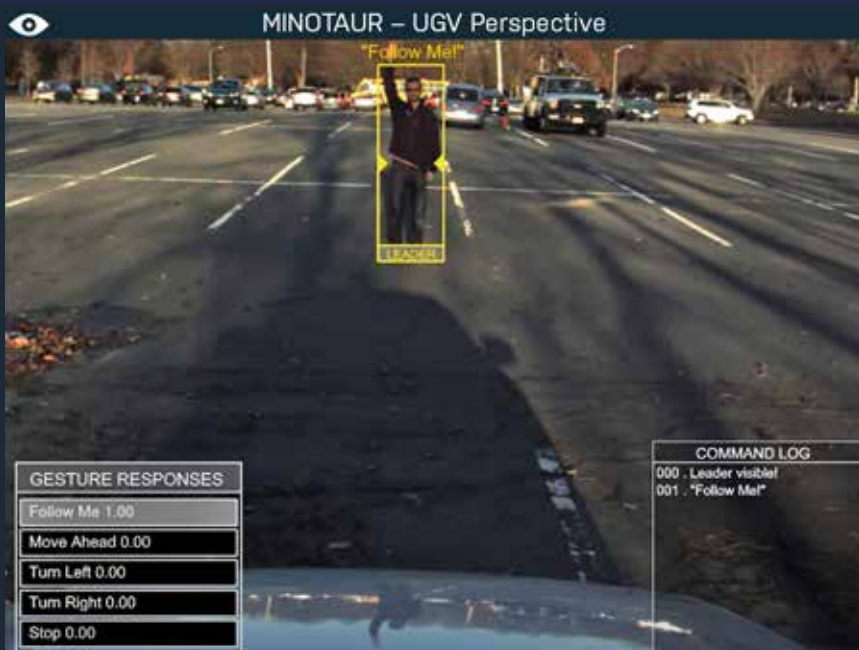 MINOTAUR – UGV Perspective
"Follow Me!"
LEADER
GESTURE RESPONSES
Follow Me 1.00
Move Ahead 0.00
Turn Left 0.00
Turn Right 0.00
Stop 0.00
COMMAND LOG
000 . Leader visible!
001 . "Follow Me!"